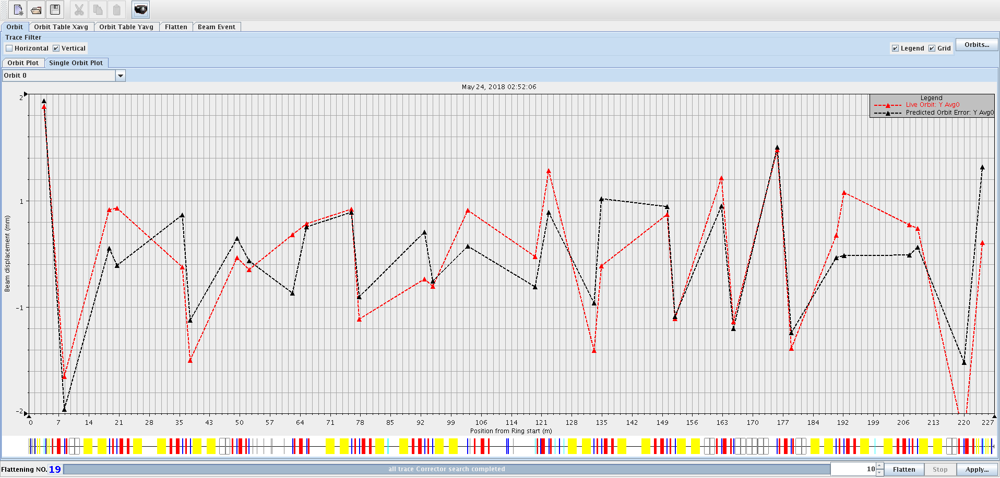 Orbit Orbit Table Xavg Orbit Table Yavg Flatten Beam Event
Trace Filter
Horizontal Vertical Legend Grid Orbits...
Orbit Plot Single Orbit Plot
Orbit 0
May 24, 2018 02:52:06
Legend
Live Orbit: Y Avg0
Predicted Orbit Error: Y Avg0
2
1
-1
-2
Beam displacement (mm)
0 7 14 21 28 35 43 50 57 64 71 78 85 92 99 106 114 121 128 135 142 149 156 163 170 177 184 192 199 206 213 220 227
Position from Ring start (m)
Flattening NO. 19 all trace Corrector search completed 10 Flatten Stop Apply...